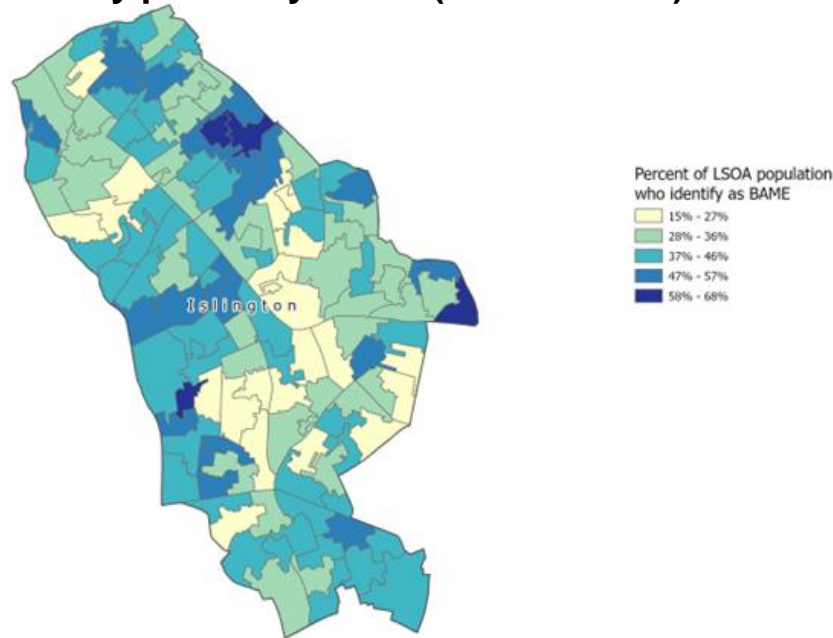 Percent of LSOA population
who identify as BAME
15% - 27%
28% - 36%
37% - 46%
47% - 57%
58% - 68%
Islington